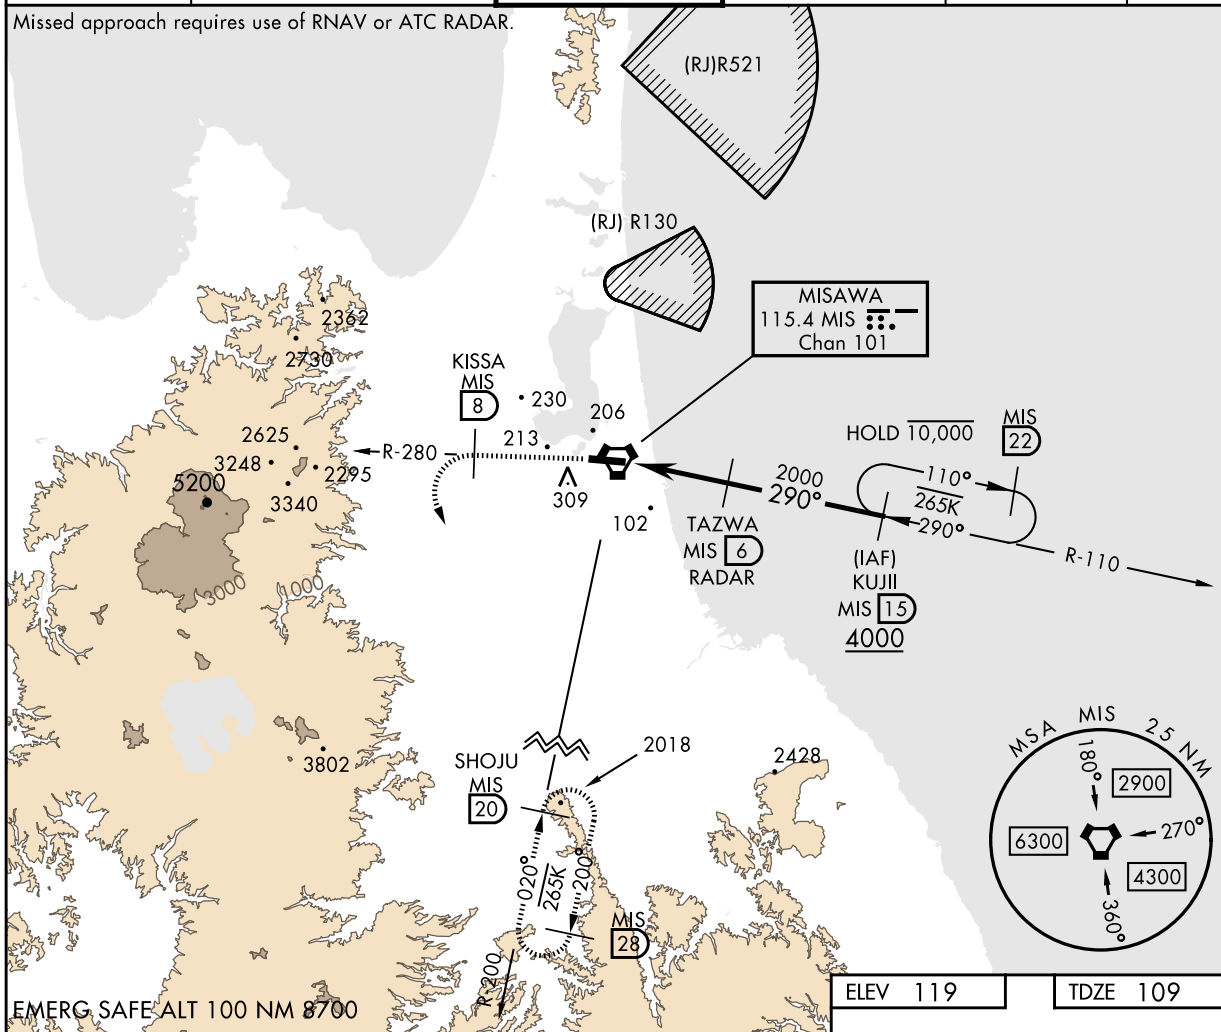 Missed approach requires use of RNAV or ATC RADAR.
(RJ)R521
(RJ) R130
MISAWA
115.4 MIS
Chan 101
2362
2730
KISSA
MIS
8
230
206
213
HOLD 10,000
MIS
22
2625
3248
2295
5200
3340
R-280
309
102
2000
290°
110°
265K
290°
R-110
TAZWA
MIS 6
RADAR
(IAF)
KUJII
MIS 15
4000
3000
1000
3802
SHOJU
MIS
20
2018
2428
020°
265K
200°
MIS
28
R-200
MSA MIS 25 NM
180°
2900
270°
6300
4300
360°
EMERG SAFE ALT 100 NM 8700
ELEV 119
TDZE 109